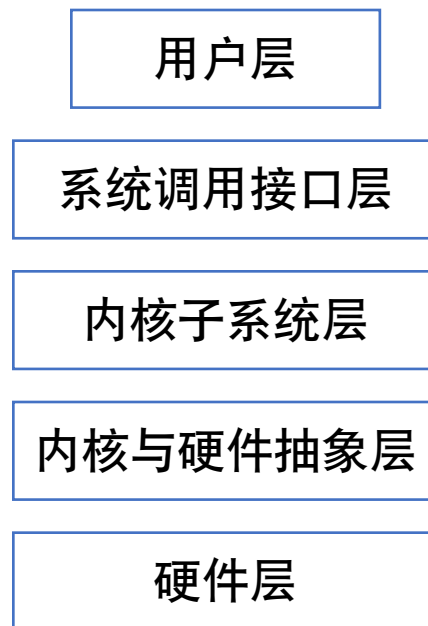 用户层
系统调用接口层
内核子系统层
内核与硬件抽象层
硬件层